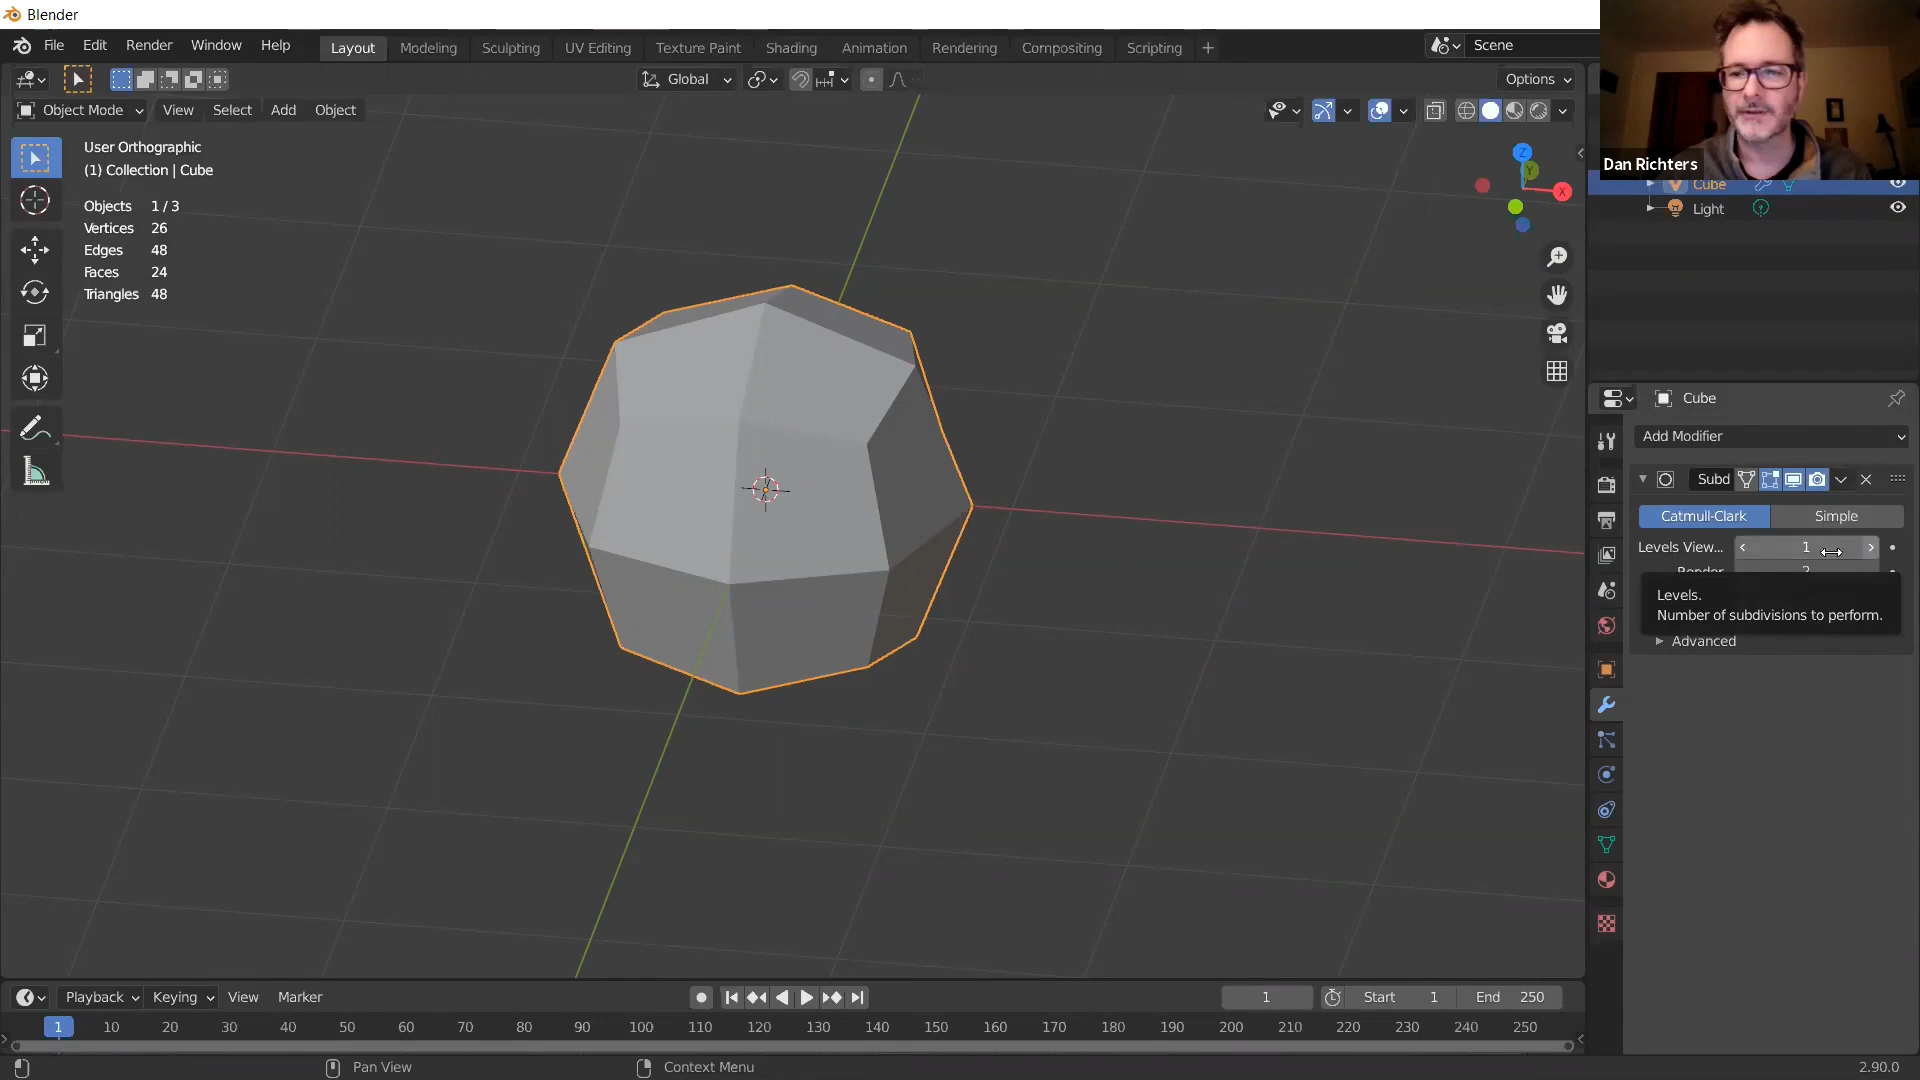 Blender
File Edit Render Window Help
Layout Modeling Sculpting UV Editing Texture Paint Shading Animation Rendering Compositing Scripting +
Scene
Global
Options
Object Mode View Select Add Object
User Orthographic
(1) Collection | Cube
Objects 1 / 3
Vertices 26
Edges 48
Faces 24
Triangles 48
Z
Y
X
Dan Richters
Cube
Light
Cube
Add Modifier
Subd
Catmull-Clark Simple
Levels View... 1
Render 2
Levels.
Number of subdivisions to perform.
Advanced
Playback Keying View Marker
1
Start 1 End 250
1 10 20 30 40 50 60 70 80 90 100 110 120 130 140 150 160 170 180 190 200 210 220 230 240 250
Pan View
Context Menu
2.90.0